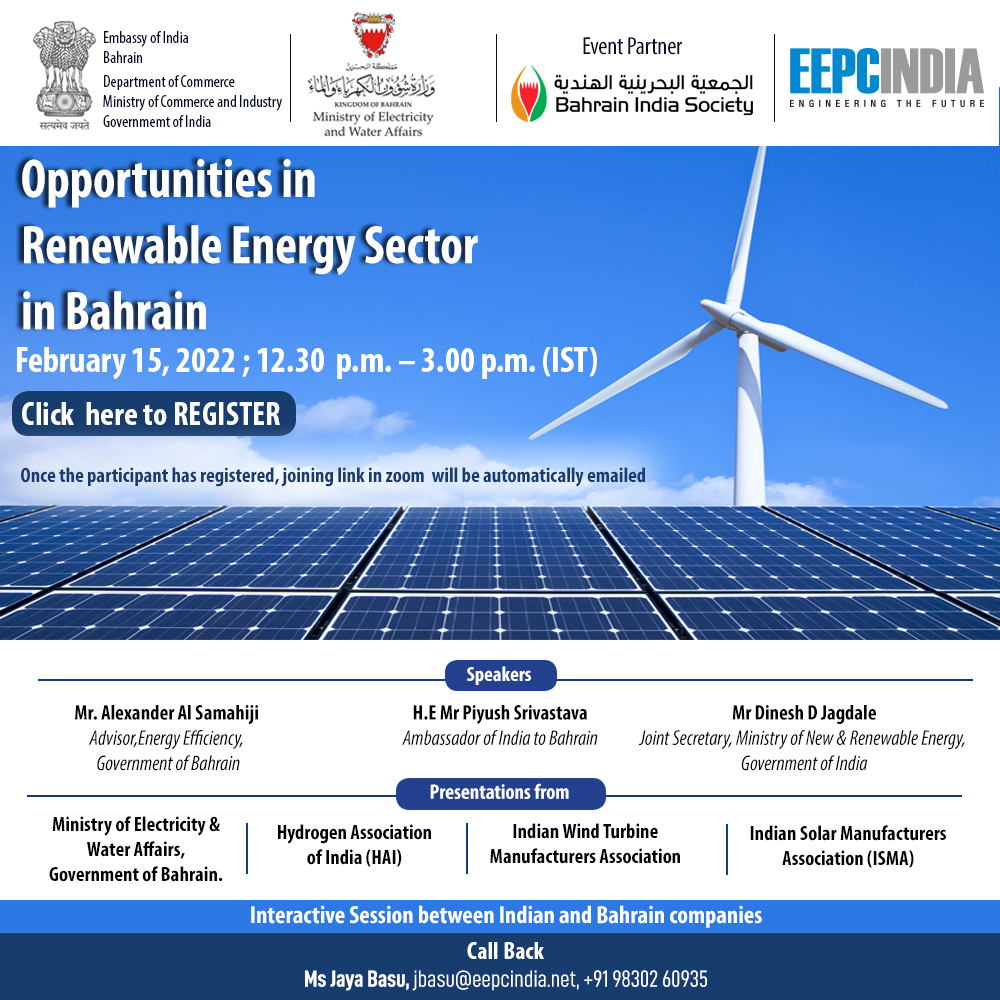 Embassy of India
Bahrain
Department of Commerce
Ministry of Commerce and Industry
Government of India
सत्यमेव जयते
مملكة البحرين
وزارة شؤون الكهرباء والماء
KINGDOM OF BAHRAIN
Ministry of Electricity
and Water Affairs
Event Partner
الجمعية البحرينية الهندية
Bahrain India Society
EEPCINDIA
ENGINEERING THE FUTURE
Opportunities in
Renewable Energy Sector
in Bahrain
February 15, 2022 ; 12.30 p.m. – 3.00 p.m. (IST)
Click here to REGISTER
Once the participant has registered, joining link in zoom will be automatically emailed
Speakers
Mr. Alexander Al Samahiji
Advisor,Energy Efficiency,
Government of Bahrain
H.E Mr Piyush Srivastava
Ambassador of India to Bahrain
Mr Dinesh D Jagdale
Joint Secretary, Ministry of New & Renewable Energy,
Government of India
Presentations from
Ministry of Electricity &
Water Affairs,
Government of Bahrain.
Hydrogen Association
of India (HAI)
Indian Wind Turbine
Manufacturers Association
Indian Solar Manufacturers
Association (ISMA)
Interactive Session between Indian and Bahrain companies
Call Back
Ms Jaya Basu, jbasu@eepcindia.net, +91 98302 60935